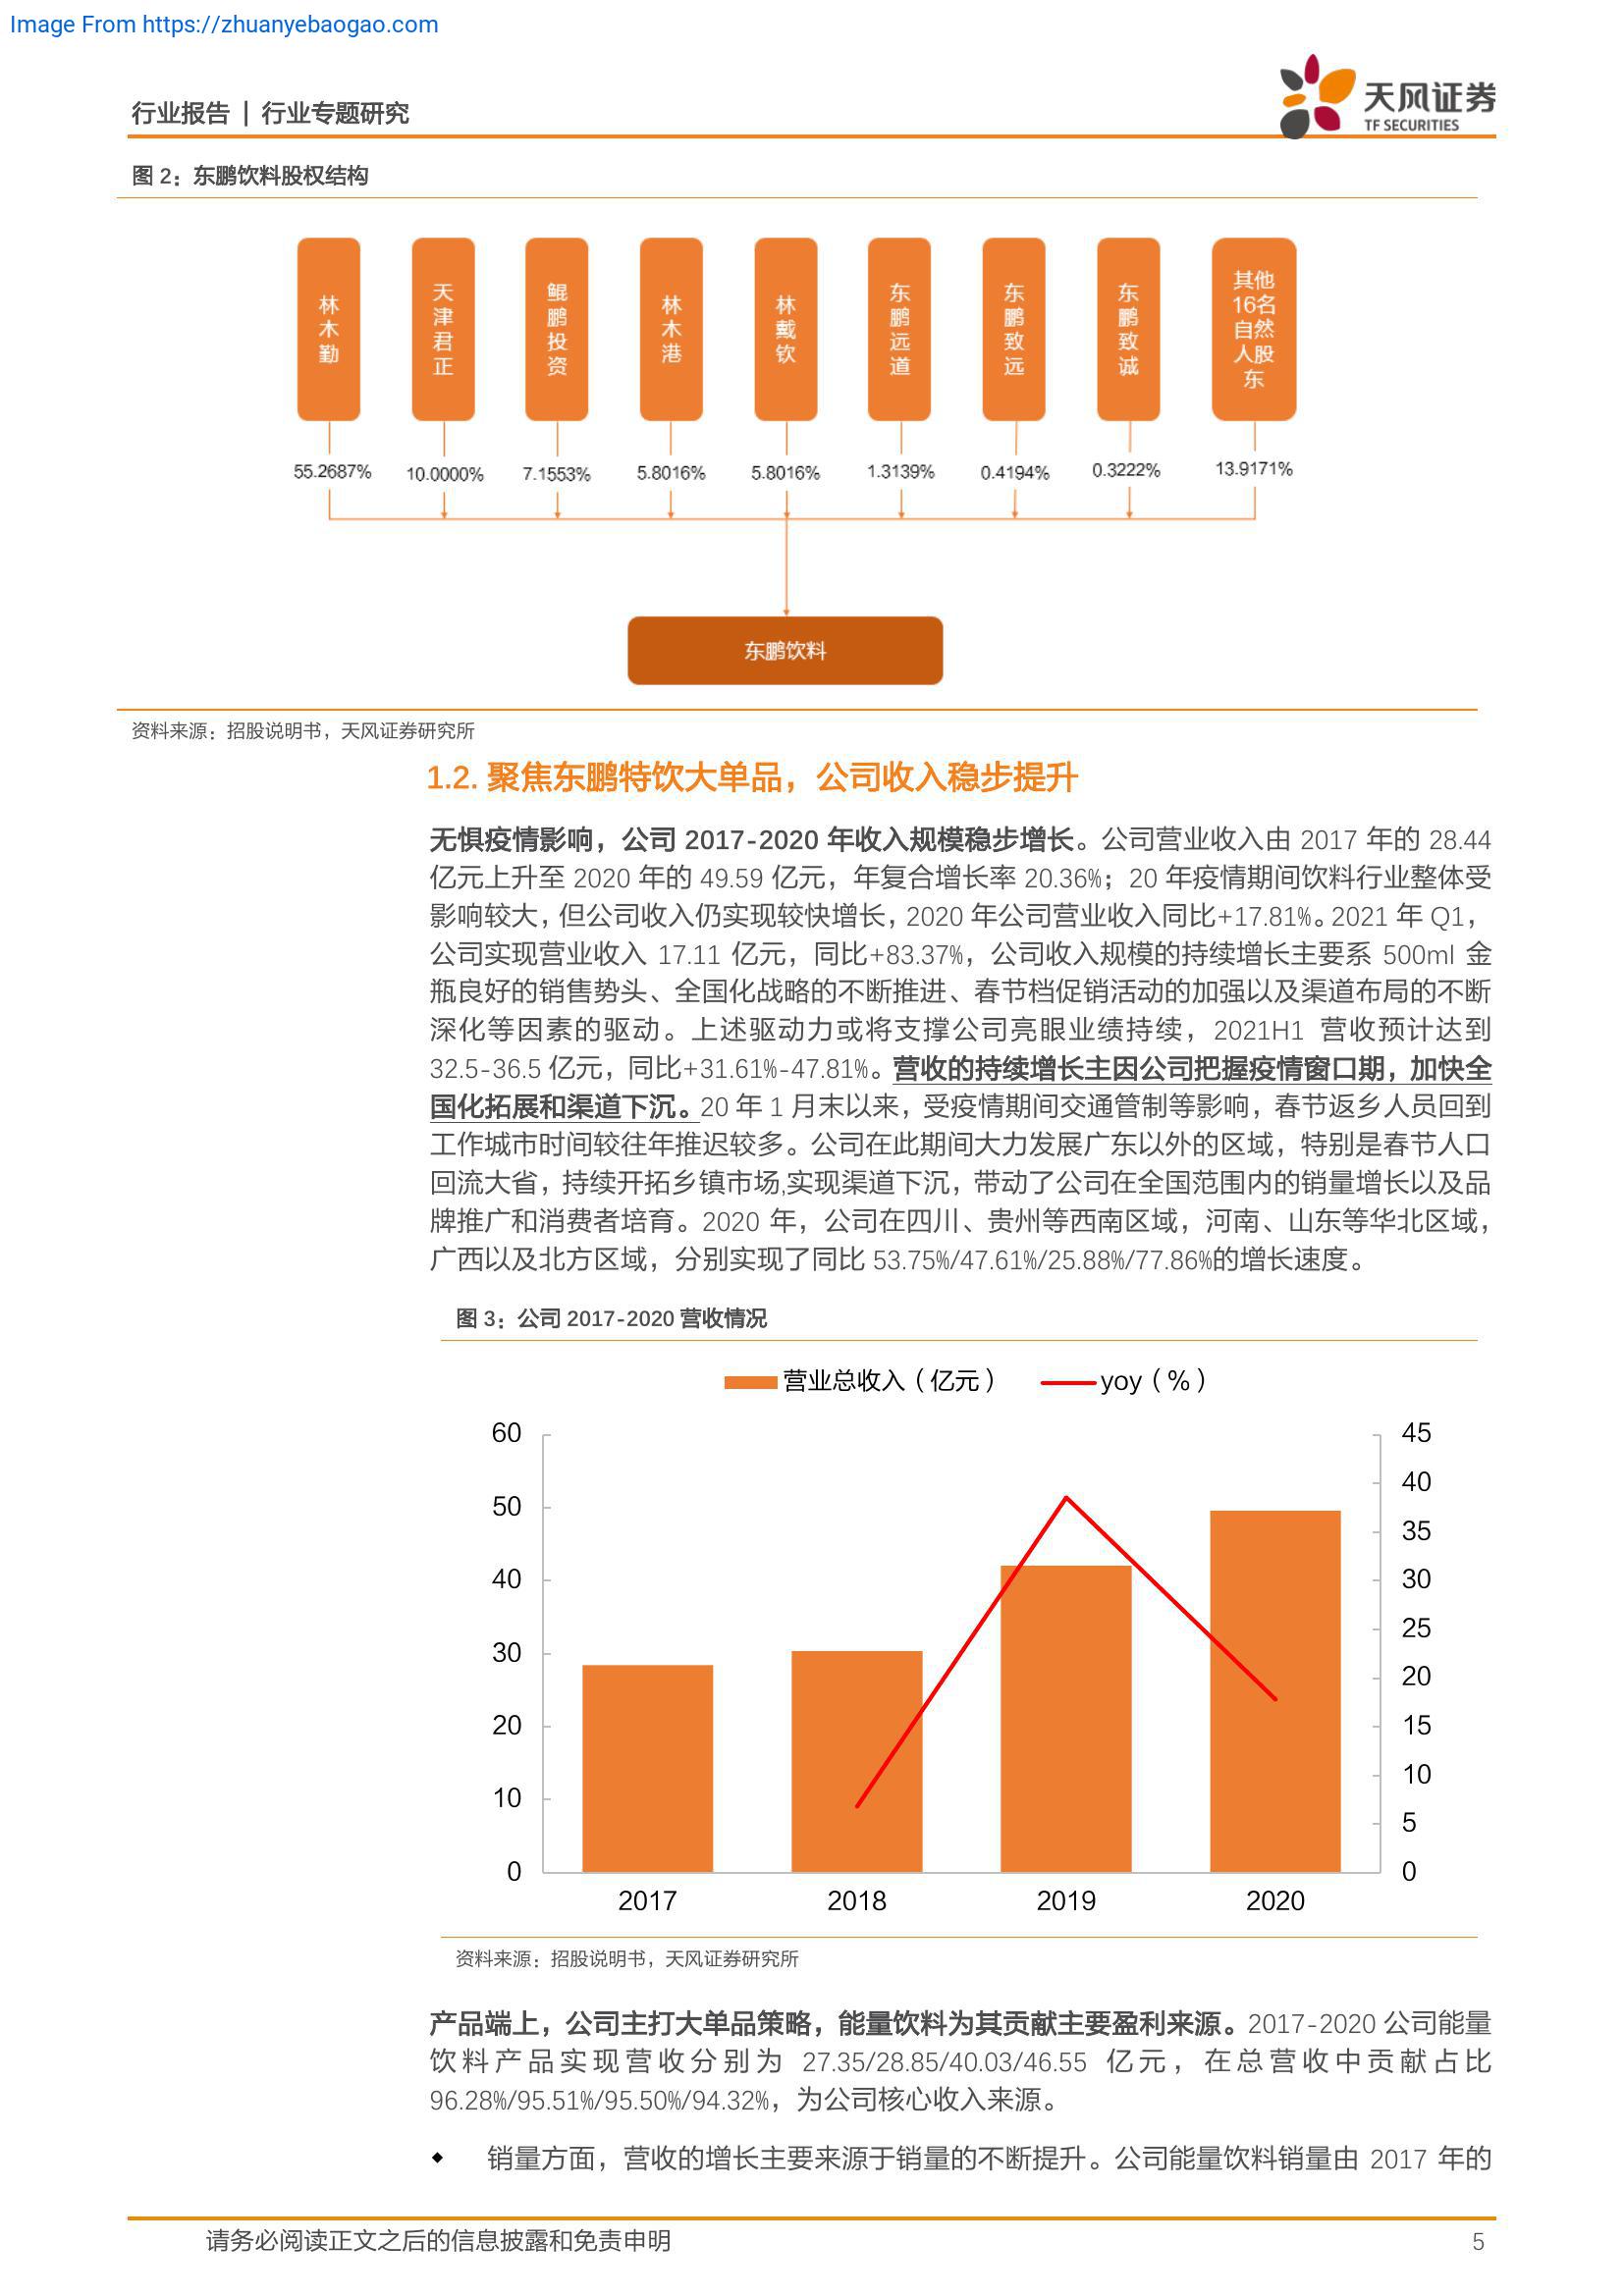 Image From https://zhuanyebaogao.com
行业报告 | 行业专题研究
天风证券
TF SECURITIES
图 2：东鹏饮料股权结构
林木勤
天津君正
鲲鹏投资
林木港
林戴钦
东鹏远道
东鹏致远
东鹏致诚
其他
16名
自然
人股
东
55.2687%
10.0000%
7.1553%
5.8016%
5.8016%
1.3139%
0.4194%
0.3222%
13.9171%
东鹏饮料
资料来源：招股说明书，天风证券研究所
1.2. 聚焦东鹏特饮大单品，公司收入稳步提升
无惧疫情影响，公司 2017-2020 年收入规模稳步增长。公司营业收入由 2017 年的 28.44
亿元上升至 2020 年的 49.59 亿元，年复合增长率 20.36%；20 年疫情期间饮料行业整体受
影响较大，但公司收入仍实现较快增长，2020 年公司营业收入同比+17.81%。2021 年 Q1，
公司实现营业收入 17.11 亿元，同比+83.37%，公司收入规模的持续增长主要系 500ml 金
瓶良好的销售势头、全国化战略的不断推进、春节档促销活动的加强以及渠道布局的不断
深化等因素的驱动。上述驱动力或将支撑公司亮眼业绩持续，2021H1 营收预计达到
32.5-36.5 亿元，同比+31.61%-47.81%。营收的持续增长主因公司把握疫情窗口期，加快全
国化拓展和渠道下沉。20 年 1 月末以来，受疫情期间交通管制等影响，春节返乡人员回到
工作城市时间较往年推迟较多。公司在此期间大力发展广东以外的区域，特别是春节人口
回流大省，持续开拓乡镇市场,实现渠道下沉，带动了公司在全国范围内的销量增长以及品
牌推广和消费者培育。2020 年，公司在四川、贵州等西南区域，河南、山东等华北区域，
广西以及北方区域，分别实现了同比 53.75%/47.61%/25.88%/77.86%的增长速度。
图 3：公司 2017-2020 营收情况
营业总收入（亿元） yoy（%）
60
50
40
30
20
10
0
45
40
35
30
25
20
15
10
5
0
2017 2018 2019 2020
资料来源：招股说明书，天风证券研究所
产品端上，公司主打大单品策略，能量饮料为其贡献主要盈利来源。2017-2020 公司能量
饮料产品实现营收分别为 27.35/28.85/40.03/46.55 亿元，在总营收中贡献占比
96.28%/95.51%/95.50%/94.32%，为公司核心收入来源。
◆ 销量方面，营收的增长主要来源于销量的不断提升。公司能量饮料销量由 2017 年的
请务必阅读正文之后的信息披露和免责申明 5